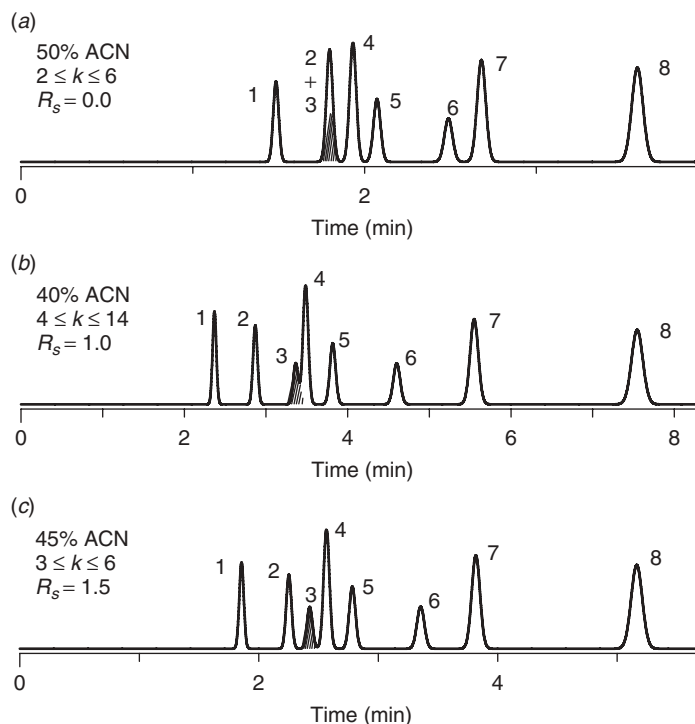 (a)
50% ACN
2 ≤ k ≤ 6
Rs = 0.0
1
2
+
3
4
5
6
7
8
0
2
Time (min)
(b)
40% ACN
4 ≤ k ≤ 14
Rs = 1.0
1
2
3
4
5
6
7
8
0
2
4
6
8
Time (min)
(c)
45% ACN
3 ≤ k ≤ 6
Rs = 1.5
1
2
3
4
5
6
7
8
0
2
4
Time (min)